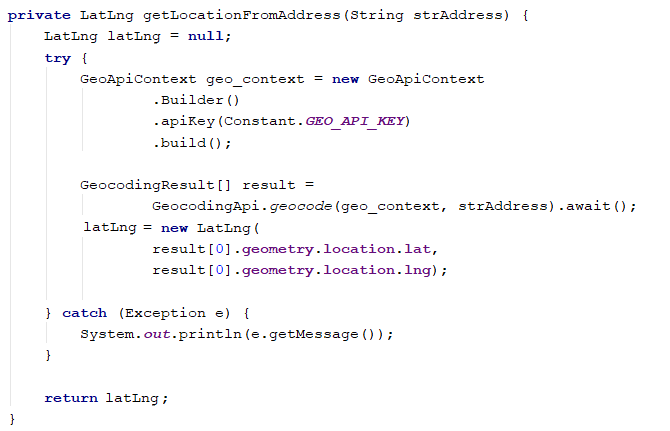 private LatLng getLocationFromAddress(String strAddress) {
    LatLng latLng = null;
    try {
        GeoApiContext geo_context = new GeoApiContext
                .Builder()
                .apiKey(Constant.GEO_API_KEY)
                .build();

        GeocodingResult[] result =
                GeocodingApi.geocode(geo_context, strAddress).await();
        latLng = new LatLng(
                result[0].geometry.location.lat,
                result[0].geometry.location.lng);

    } catch (Exception e) {
        System.out.println(e.getMessage());
    }

    return latLng;
}